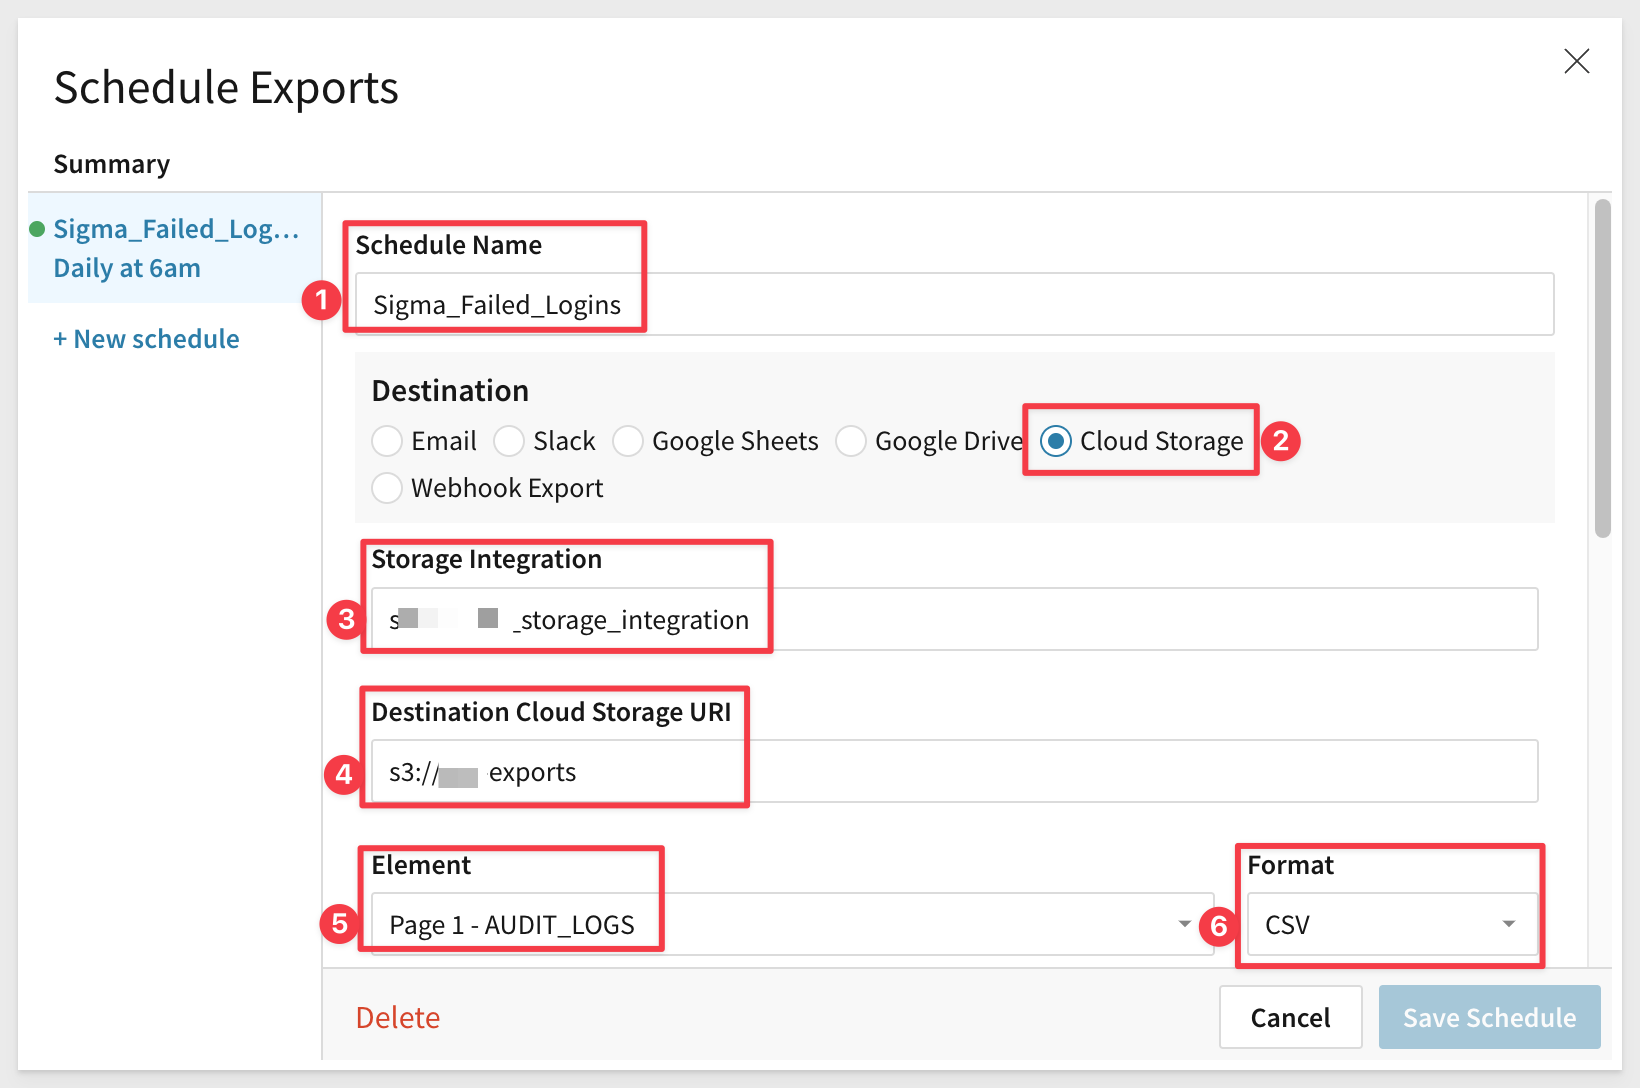 Schedule Exports
Summary
Sigma_Failed_Log...
Daily at 6am
+ New schedule
Schedule Name
1
Sigma_Failed_Logins
Destination
Email Slack Google Sheets Google Drive Cloud Storage 2
Webhook Export
Storage Integration
3
s _storage_integration
Destination Cloud Storage URI
4
s3:// exports
Element
5
Page 1 - AUDIT_LOGS
Format
6
CSV
Delete
Cancel
Save Schedule